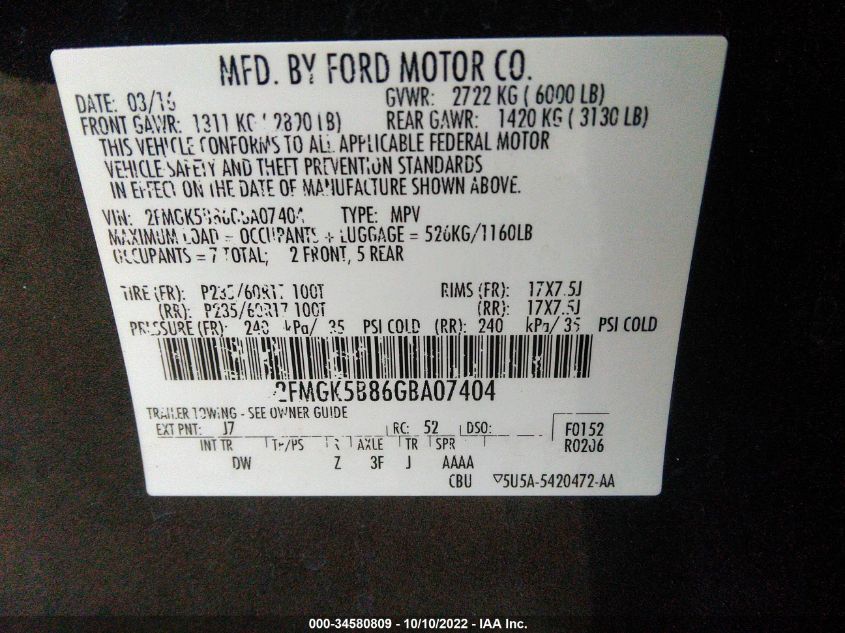 MFD. BY FORD MOTOR CO.
DATE: 03/16 GVWR: 2722 KG ( 6000 LB)
FRONT GAWR: 1311 KG ( 2890 LB) REAR GAWR: 1420 KG ( 3130 LB)
THIS VEHICLE CONFORMS TO ALL APPLICABLE FEDERAL MOTOR
VEHICLE SAFETY AND THEFT PREVENTION STANDARDS
IN EFFECT ON THE DATE OF MANUFACTURE SHOWN ABOVE.
VIN: 2FMGK5B86GBA07404 TYPE: MPV
MAXIMUM LOAD = OCCUPANTS + LUGGAGE = 526KG/1160LB
OCCUPANTS = 7 TOTAL; 2 FRONT, 5 REAR
TIRE (FR): P235/60R17 100T RIMS (FR): 17X7.5J
(RR): P235/60R17 100T (RR): 17X7.5J
PRESSURE (FR): 240 kPa/ 35 PSI COLD (RR): 240 kPa/ 35 PSI COLD
2FMGK5B86GBA07404
TRAILER TOWING - SEE OWNER GUIDE
EXT PNT: J7 RC: 52 DSO: F0152
INT TR TP/PS R AXLE TR SPR R0206
DW Z 3F J AAAA
CBU ▽5U5A-5420472-AA
000-34580809 - 10/10/2022 - IAA Inc.